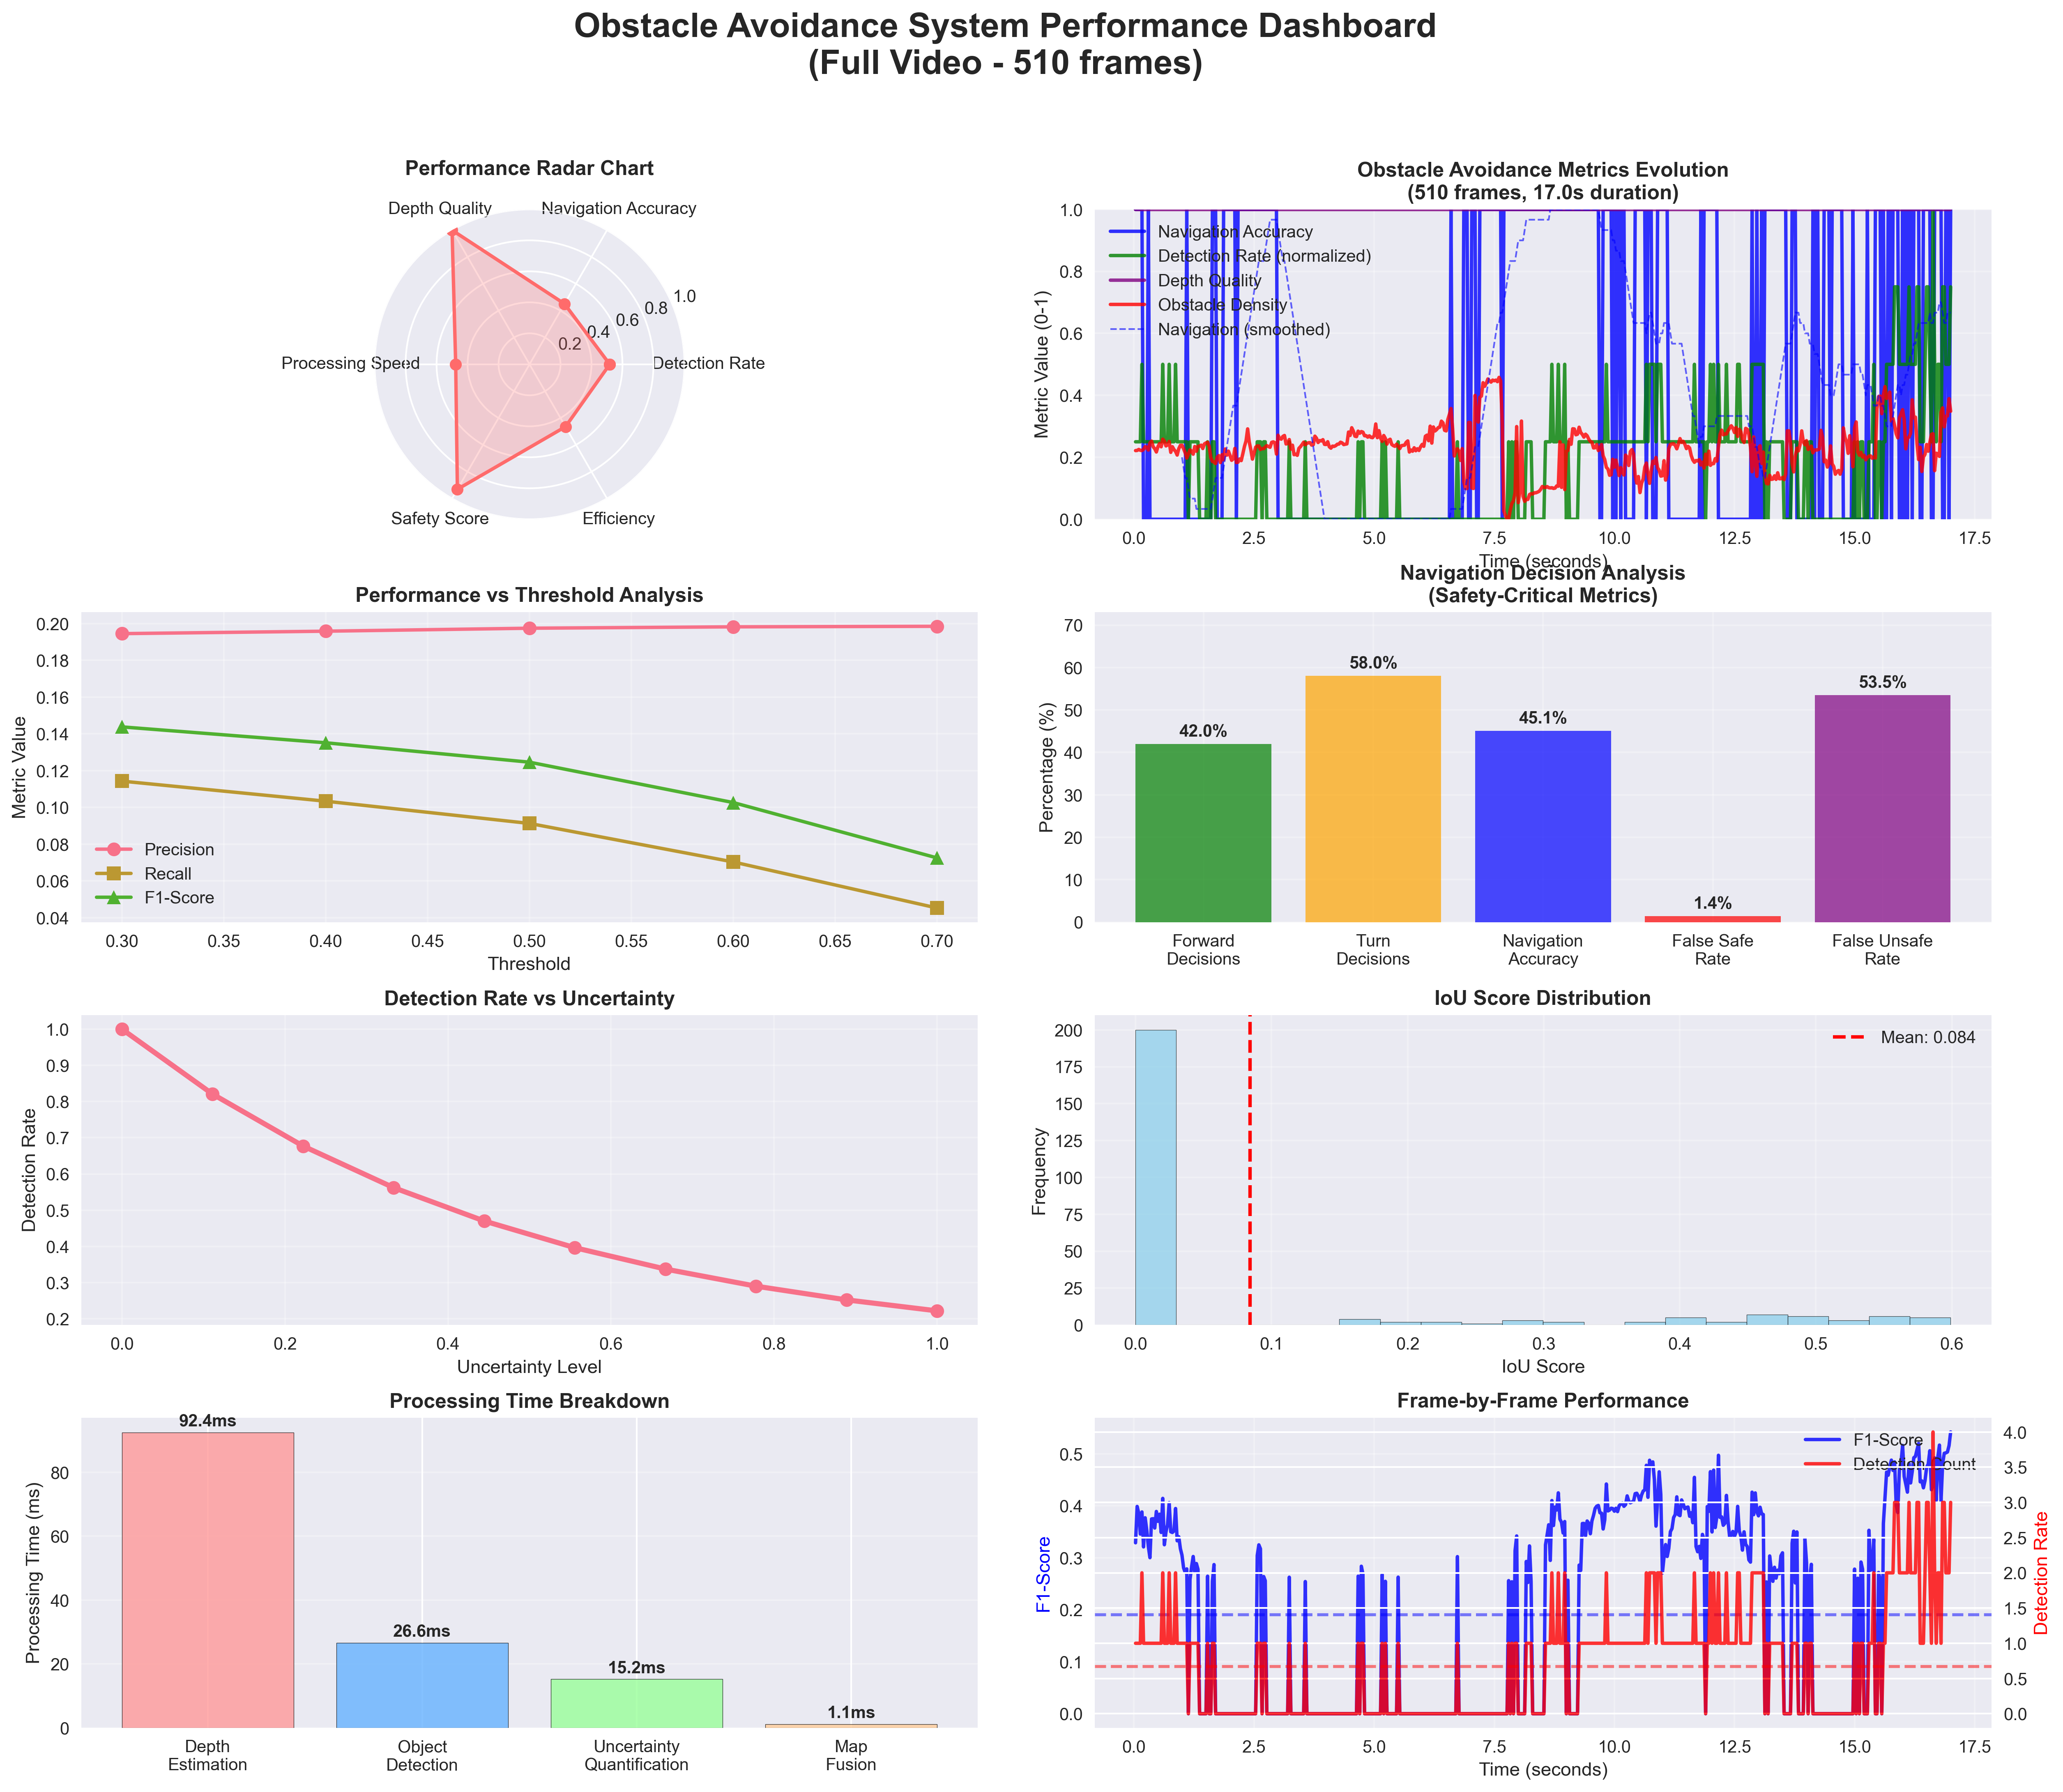 Obstacle Avoidance System Performance Dashboard
(Full Video - 510 frames)
Performance Radar Chart
Depth Quality
Navigation Accuracy
Processing Speed
Detection Rate
Safety Score
Efficiency
0.2
0.4
0.6
0.8
1.0
Obstacle Avoidance Metrics Evolution
(510 frames, 17.0s duration)
Metric Value (0-1)
1.0
0.8
0.6
0.4
0.2
0.0
Navigation Accuracy
Detection Rate (normalized)
Depth Quality
Obstacle Density
Navigation (smoothed)
0.0 2.5 5.0 7.5 10.0 12.5 15.0 17.5
Time (seconds)
Performance vs Threshold Analysis
Metric Value
0.20
0.18
0.16
0.14
0.12
0.10
0.08
0.06
0.04
Precision
Recall
F1-Score
0.30 0.35 0.40 0.45 0.50 0.55 0.60 0.65 0.70
Threshold
Navigation Decision Analysis
(Safety-Critical Metrics)
Percentage (%)
70
60
50
40
30
20
10
0
42.0%
58.0%
45.1%
1.4%
53.5%
Forward
Decisions
Turn
Decisions
Navigation
Accuracy
False Safe
Rate
False Unsafe
Rate
Detection Rate vs Uncertainty
Detection Rate
1.0
0.9
0.8
0.7
0.6
0.5
0.4
0.3
0.2
0.0 0.2 0.4 0.6 0.8 1.0
Uncertainty Level
IoU Score Distribution
Frequency
200
175
150
125
100
75
50
25
0
Mean: 0.084
0.0 0.1 0.2 0.3 0.4 0.5 0.6
IoU Score
Processing Time Breakdown
Processing Time (ms)
80
60
40
20
0
92.4ms
26.6ms
15.2ms
1.1ms
Depth
Estimation
Object
Detection
Uncertainty
Quantification
Map
Fusion
Frame-by-Frame Performance
F1-Score
0.5
0.4
0.3
0.2
0.1
0.0
F1-Score
Detection Count
4.0
3.5
3.0
2.5
2.0
1.5
1.0
0.5
0.0
Detection Rate
0.0 2.5 5.0 7.5 10.0 12.5 15.0 17.5
Time (seconds)